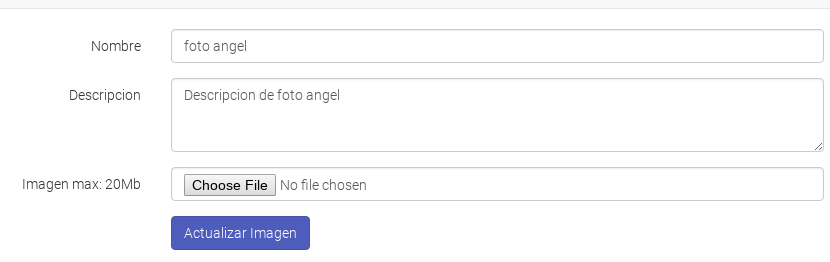 Nombre foto angel
Descripcion Descripcion de foto angel
Imagen max: 20Mb Choose File No file chosen
Actualizar Imagen